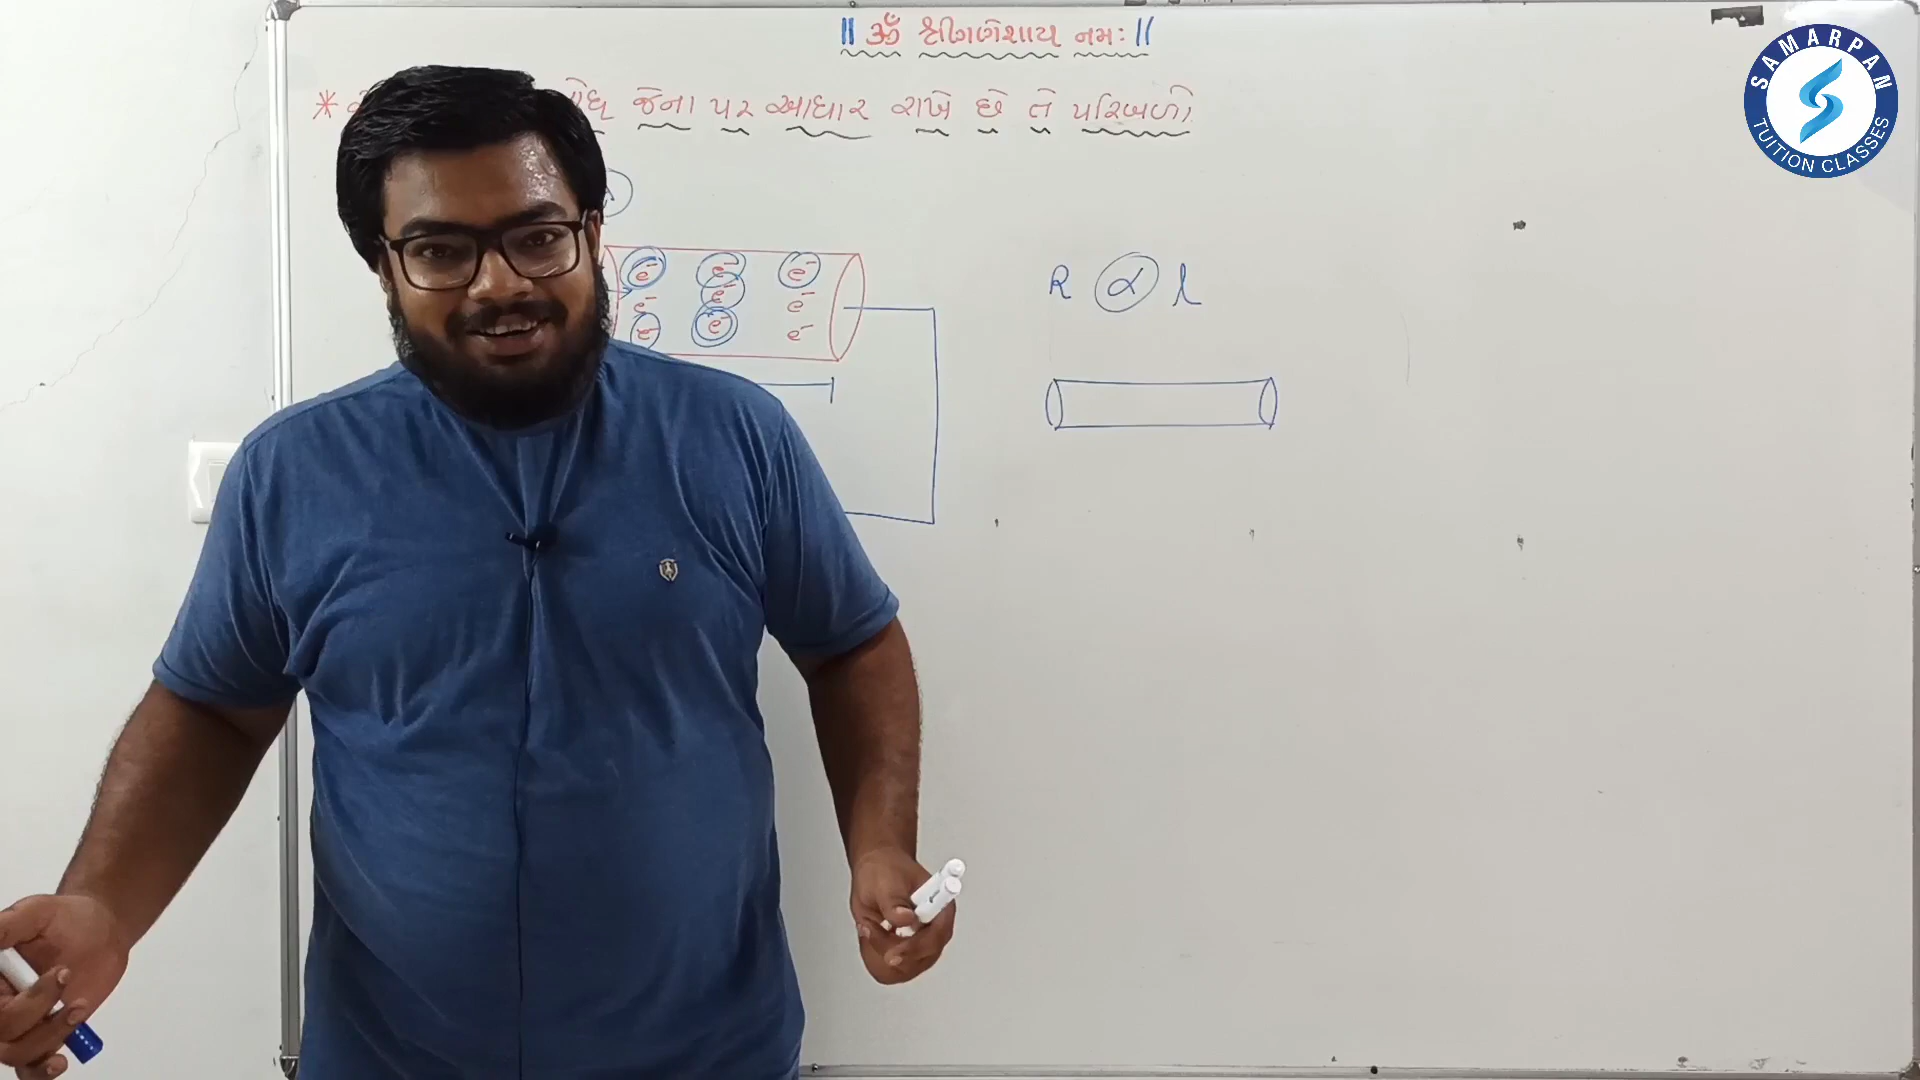 || ૐ શ્રી ગણેશાય નમઃ ||
* જેના પર આધાર રાખે છે તે પરિબળો.
A
e⁻ e⁻ e⁻
e⁻ e⁻ e⁻
e⁻ e⁻ e⁻
R α l
SAMARPAN
TUITION CLASSES